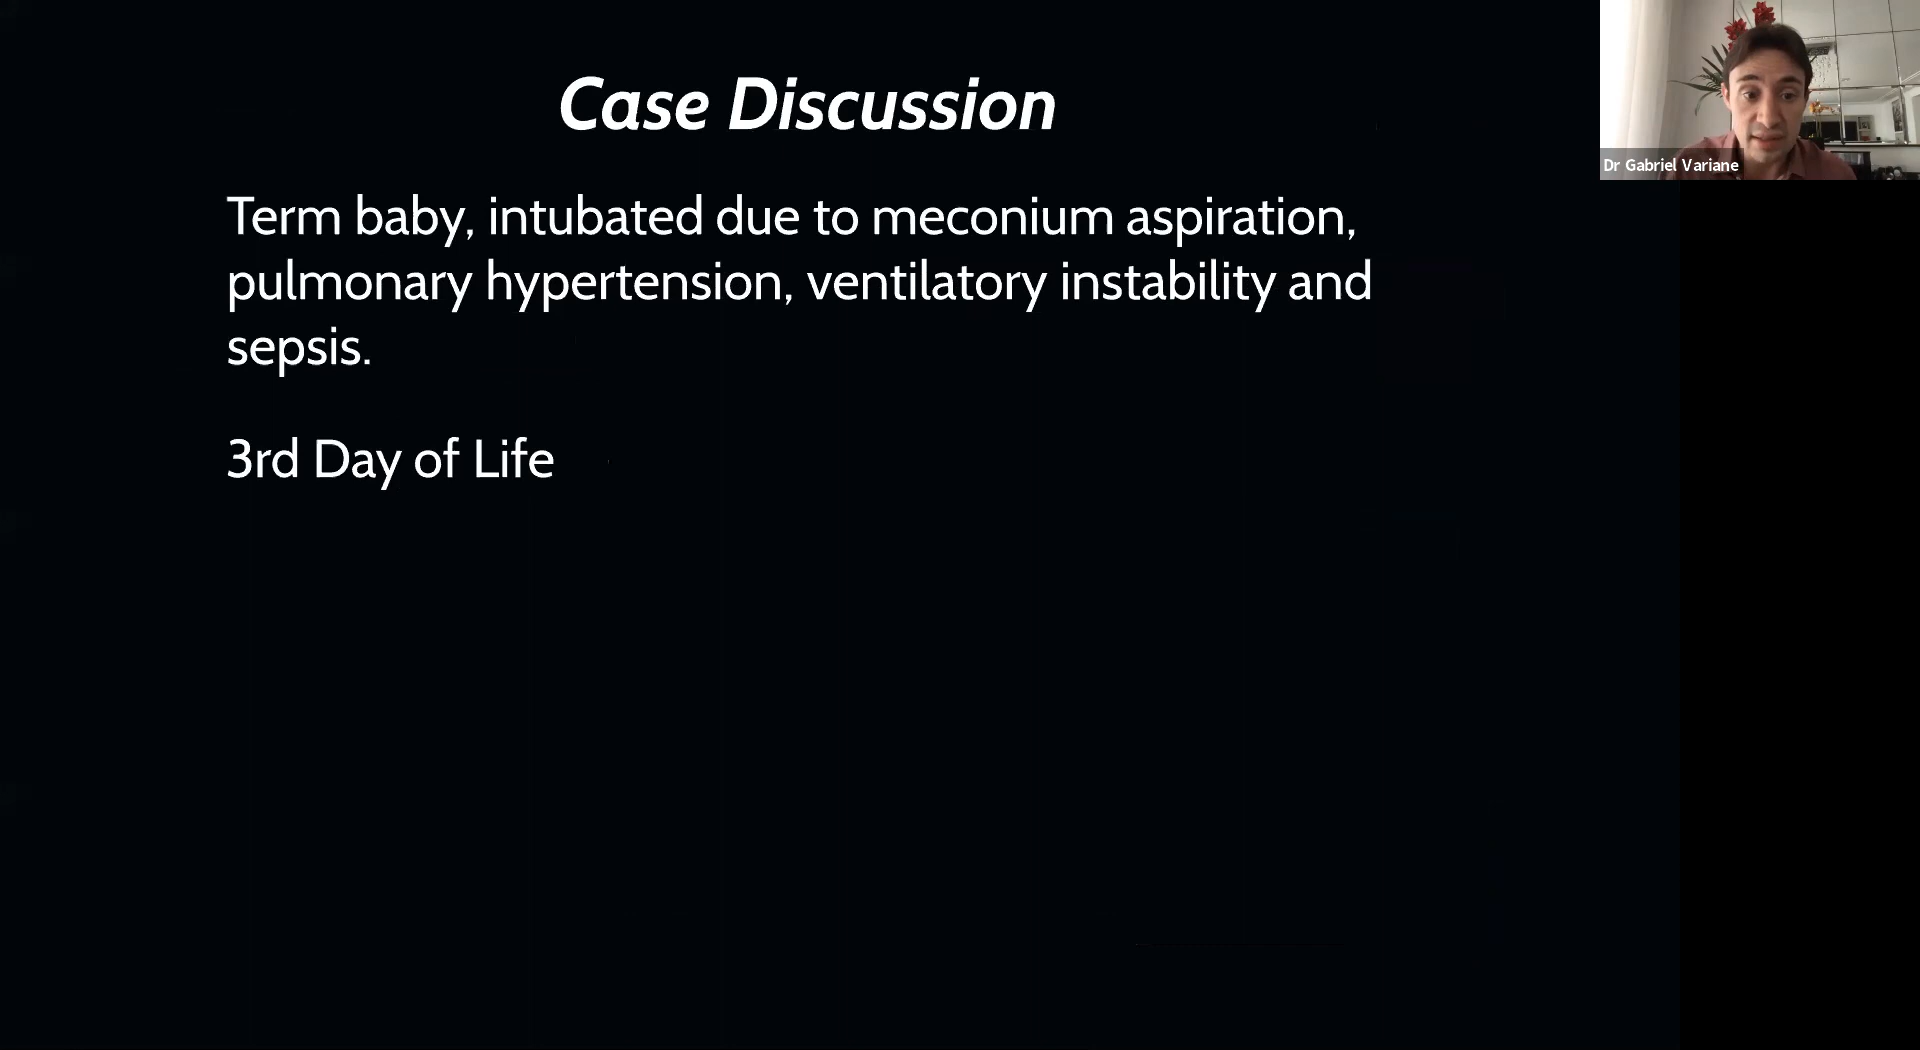 Case Discussion
Dr Gabriel Variane
Term baby, intubated due to meconium aspiration,
pulmonary hypertension, ventilatory instability and
sepsis.
3rd Day of Life